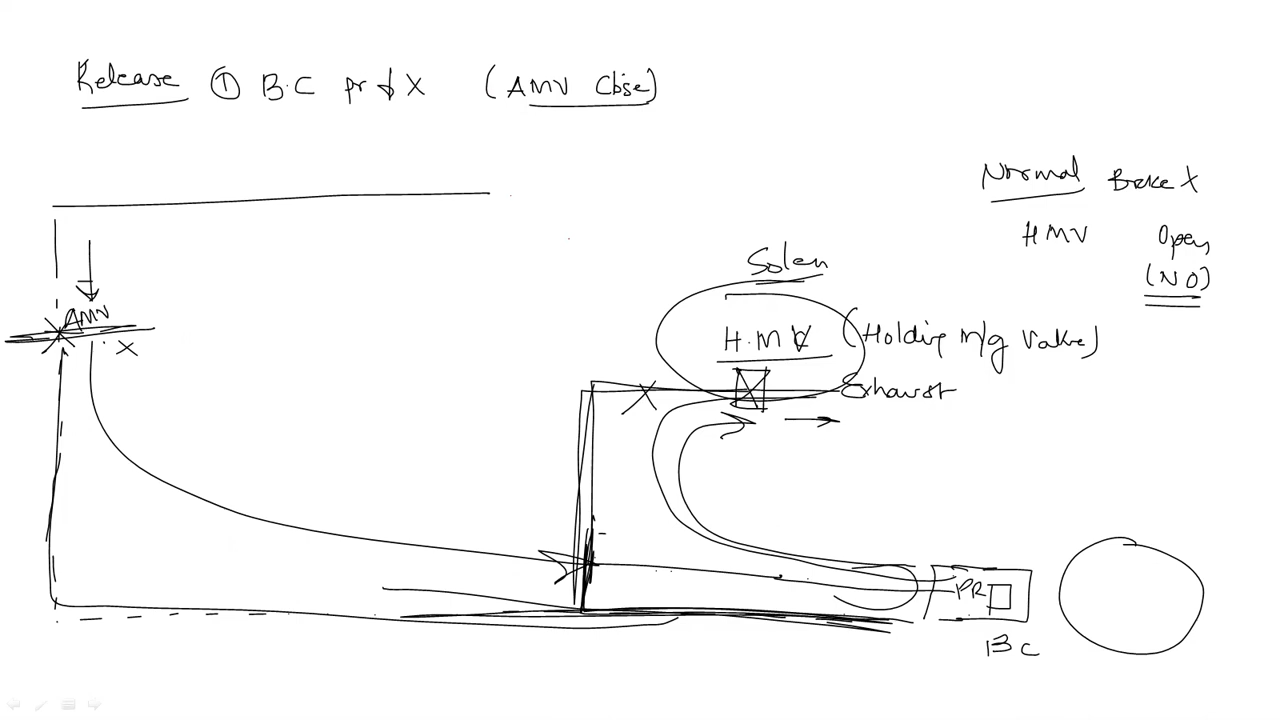 Release ① B.C pr ↓ X (AMV Close)
Normal Brake X
HMV Open
(NO)
Solen
AMV
X
H.M.V (Holding m/g valve)
X Exhaust
PR
BC